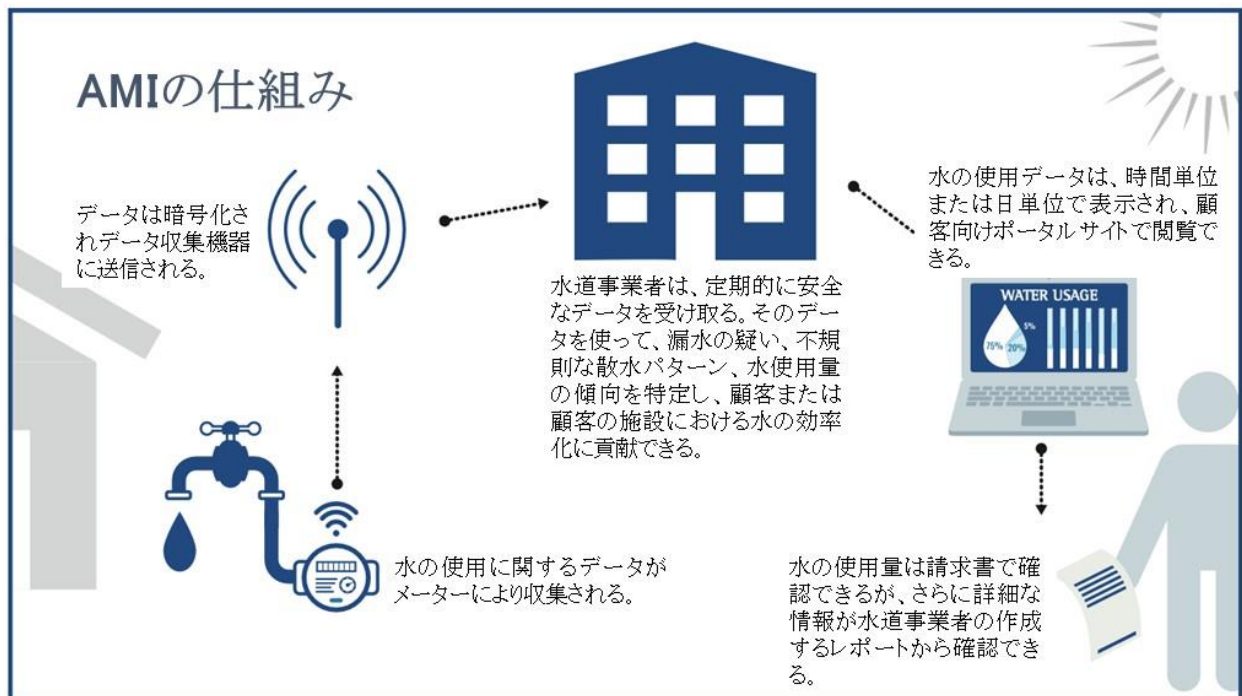 AMIの仕組み
データは暗号化さ
れデータ収集機器
に送信される。
水道事業者は、定期的に安全
なデータを受け取る。そのデー
タを使って、漏水の疑い、不規
則な散水パターン、水使用量
の傾向を特定し、顧客または
顧客の施設における水の効率
化に貢献できる。
水の使用データは、時間単位
または日単位で表示され、顧
客向けポータルサイトで閲覧で
きる。
WATER USAGE
5%
75%
20%
水の使用に関するデータが
メーターにより収集される。
水の使用量は請求書で確
認できるが、さらに詳細な
情報が水道事業者の作成
するレポートから確認でき
る。